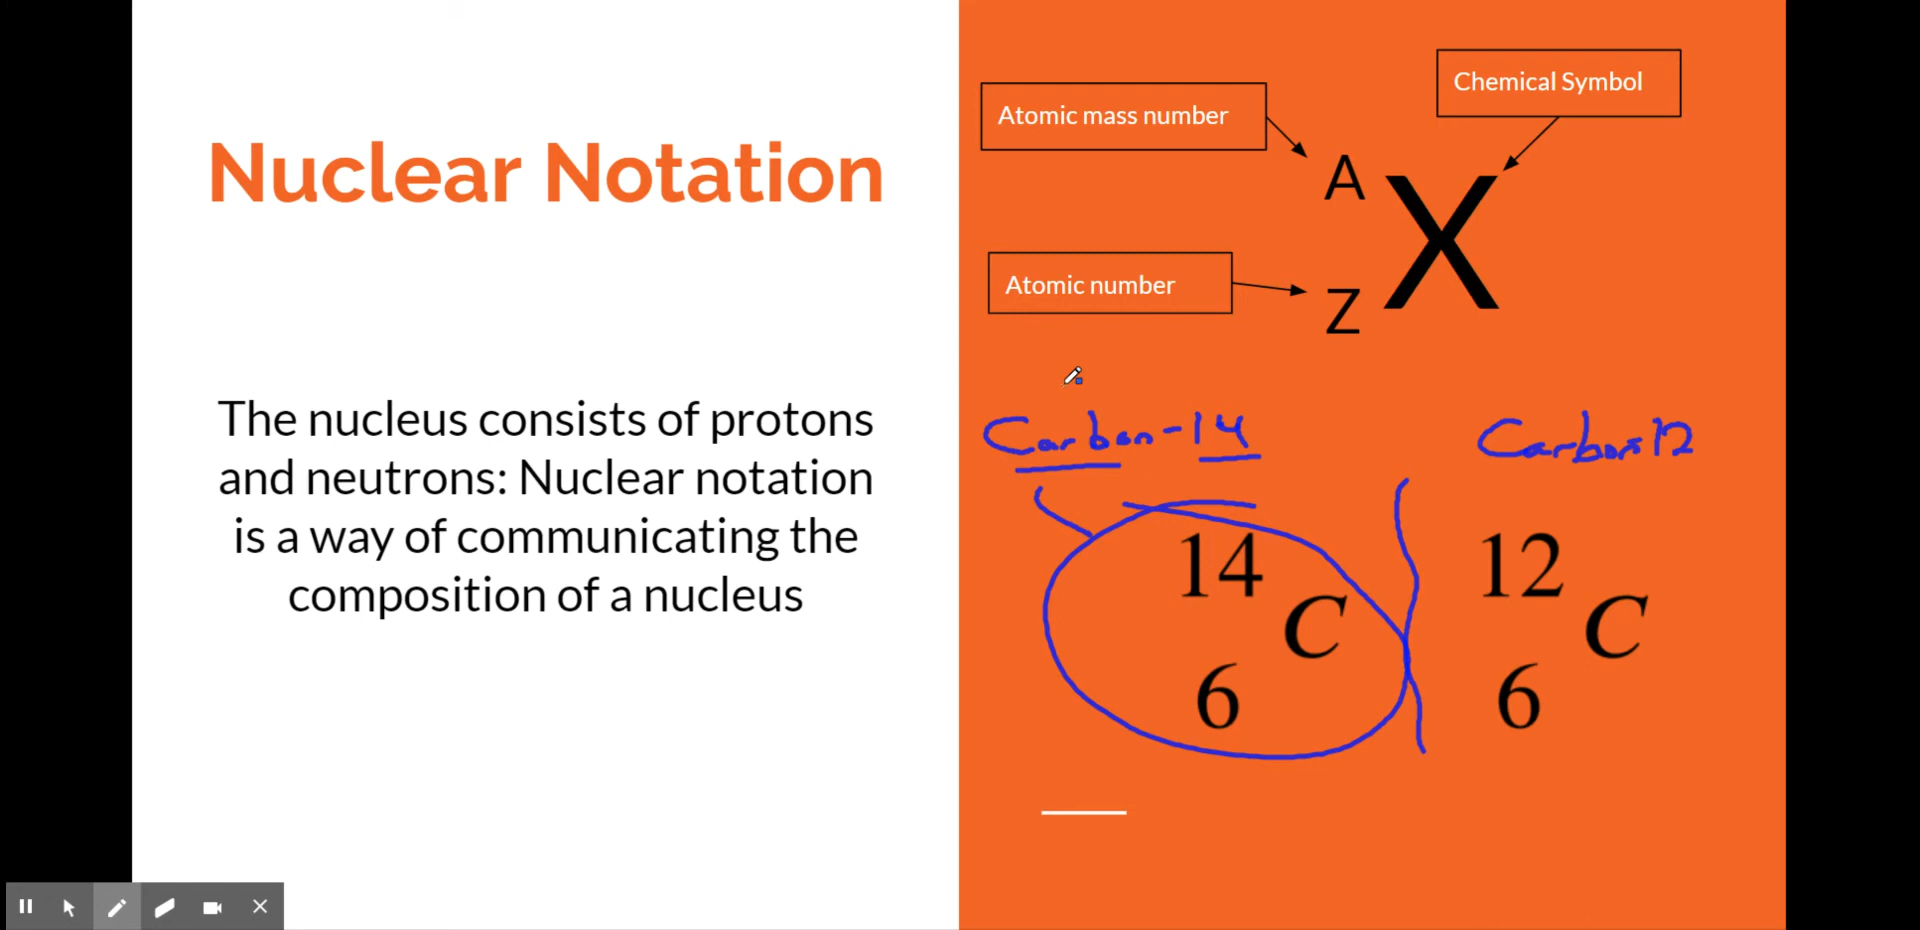 Nuclear Notation
The nucleus consists of protons
and neutrons: Nuclear notation
is a way of communicating the
composition of a nucleus
Chemical Symbol
Atomic mass number
A
X
Atomic number
Z
Carbon-14
Carbon-12
14
C
6
12
C
6